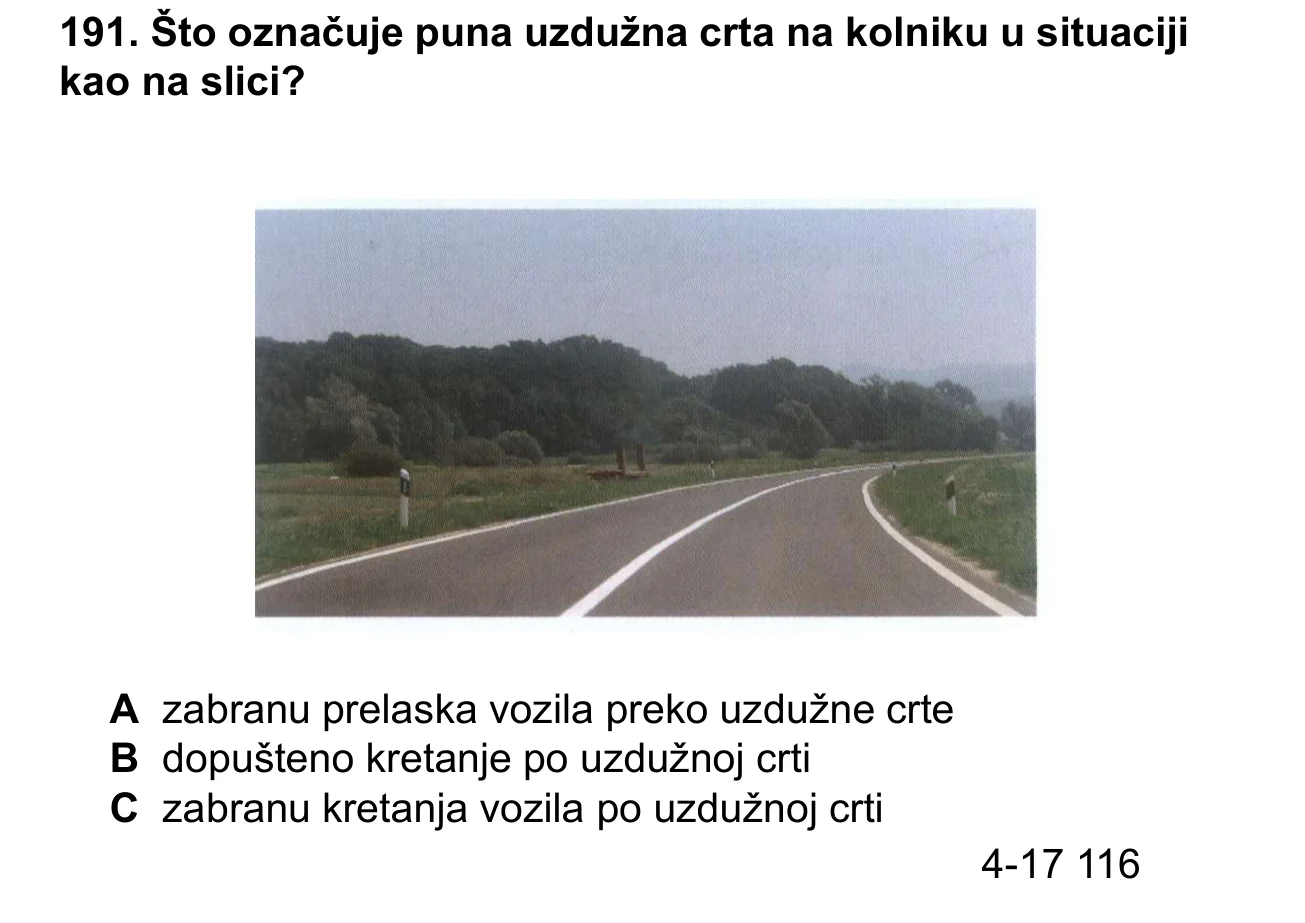 191. Što označuje puna uzdužna crta na kolniku u situaciji
kao na slici?
A zabranu prelaska vozila preko uzdužne crte
B dopušteno kretanje po uzdužnoj crti
C zabranu kretanja vozila po uzdužnoj crti
4-17 116